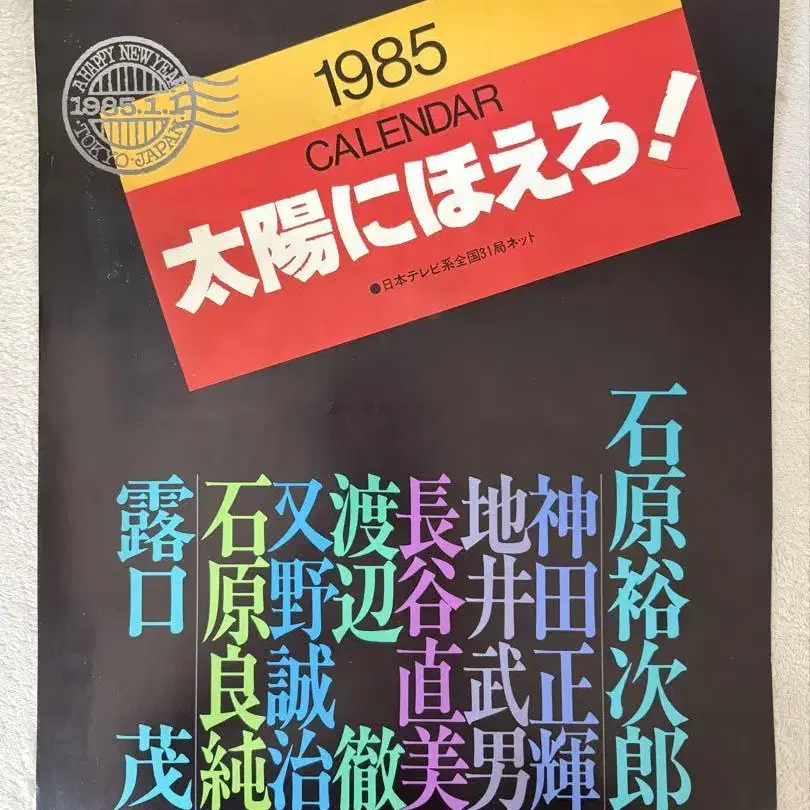 A HAPPY NEW YEAR
1985.1.1.
TOKYO・JAPAN
1985
CALENDAR
太陽にほえろ!
●日本テレビ系全国31局ネット
石原裕次郎
神田正輝
地井武男
長谷直美
渡辺 徹
又野誠治
石原良純
露口 茂